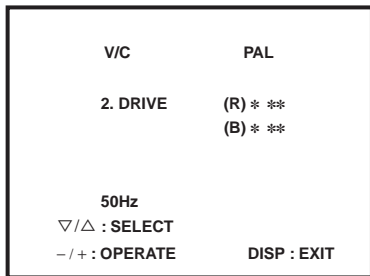 V/C PAL
2. DRIVE (R) * **
(B) * **
50Hz
▽/△ : SELECT
– / + : OPERATE DISP : EXIT